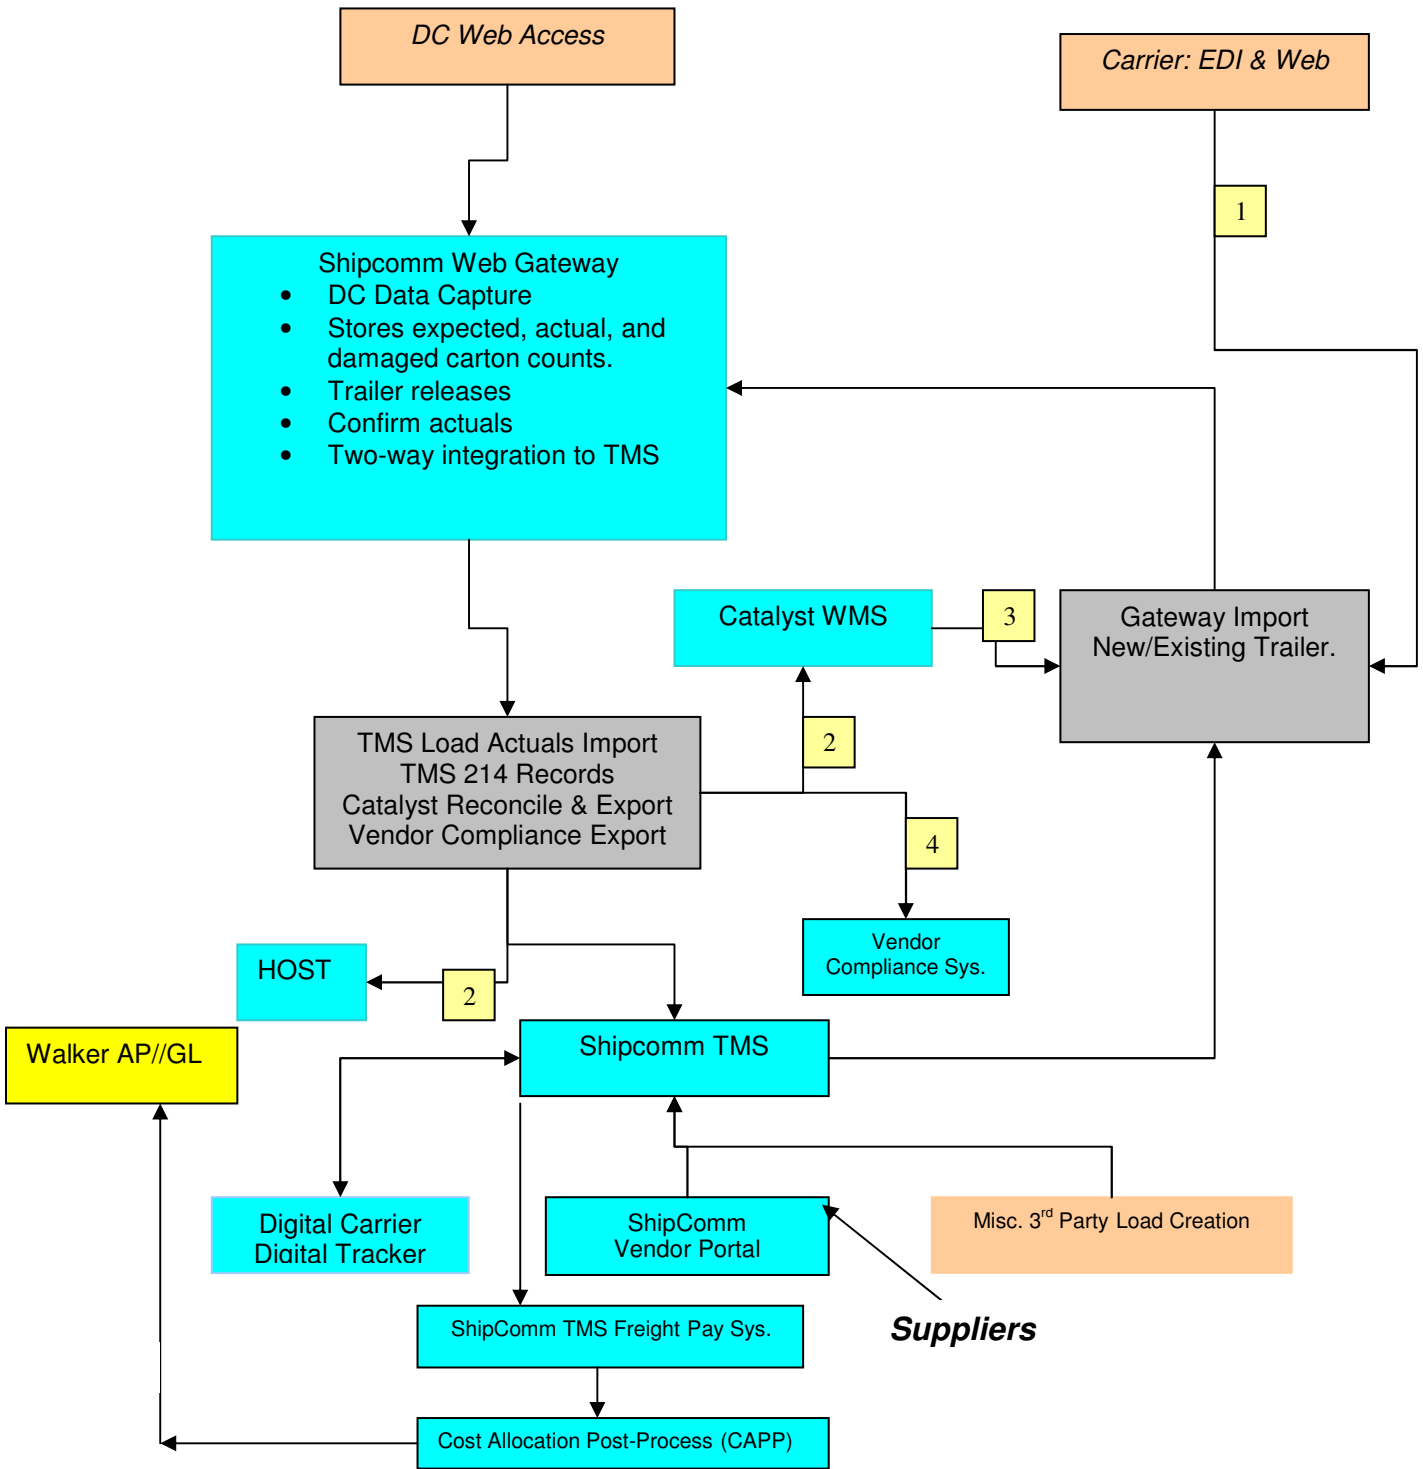 DC Web Access
Carrier: EDI & Web
1
Shipcomm Web Gateway
• DC Data Capture
• Stores expected, actual, and
damaged carton counts.
• Trailer releases
• Confirm actuals
• Two-way integration to TMS
Catalyst WMS
3
Gateway Import
New/Existing Trailer.
TMS Load Actuals Import
TMS 214 Records
Catalyst Reconcile & Export
Vendor Compliance Export
2
4
Vendor
Compliance Sys.
HOST
2
Walker AP//GL
Shipcomm TMS
Digital Carrier
Digital Tracker
ShipComm
Vendor Portal
Misc. 3rd Party Load Creation
Suppliers
ShipComm TMS Freight Pay Sys.
Cost Allocation Post-Process (CAPP)